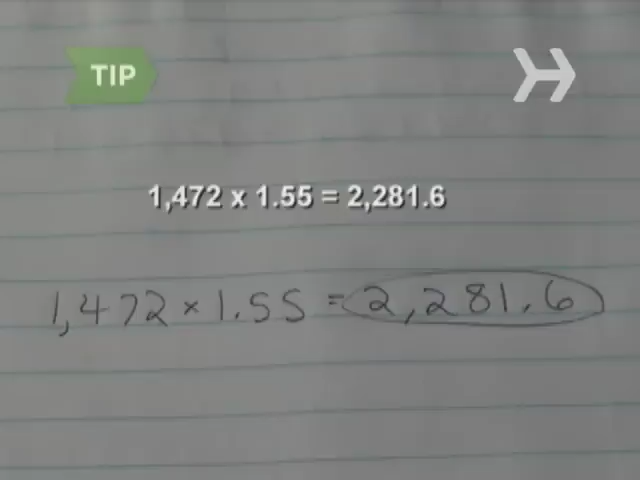 TIP
1,472 x 1.55 = 2,281.6
1,472 × 1.55 = 2,281.6